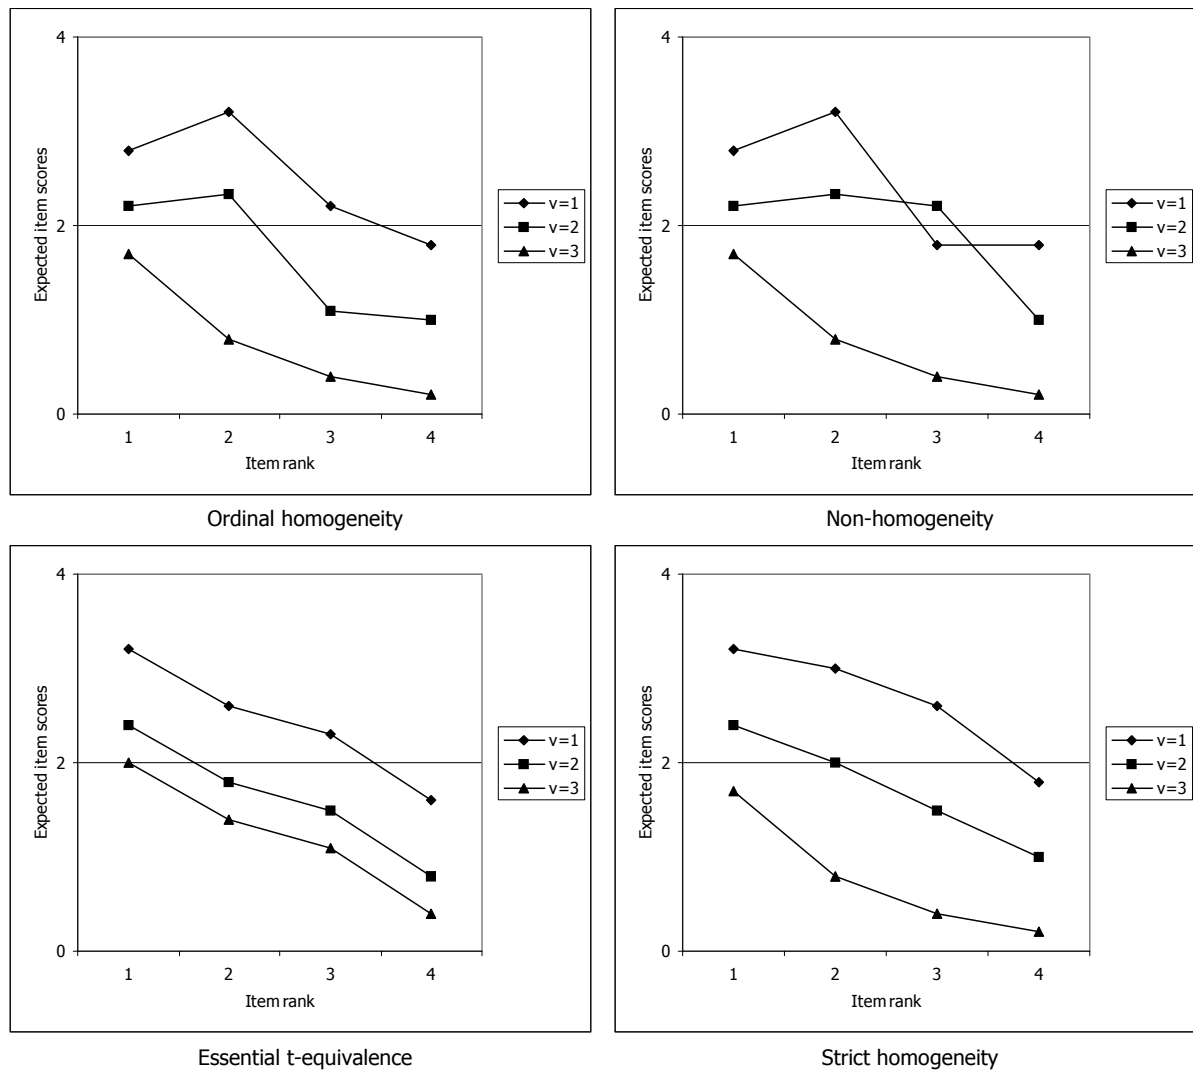 4
2
0
Expected item scores
1 2 3 4
Item rank
v=1
v=2
v=3
Ordinal homogeneity
4
2
0
Expected item scores
1 2 3 4
Item rank
v=1
v=2
v=3
Non-homogeneity
4
2
0
Expected item scores
1 2 3 4
Item rank
v=1
v=2
v=3
Essential t-equivalence
4
2
0
Expected item scores
1 2 3 4
Item rank
v=1
v=2
v=3
Strict homogeneity